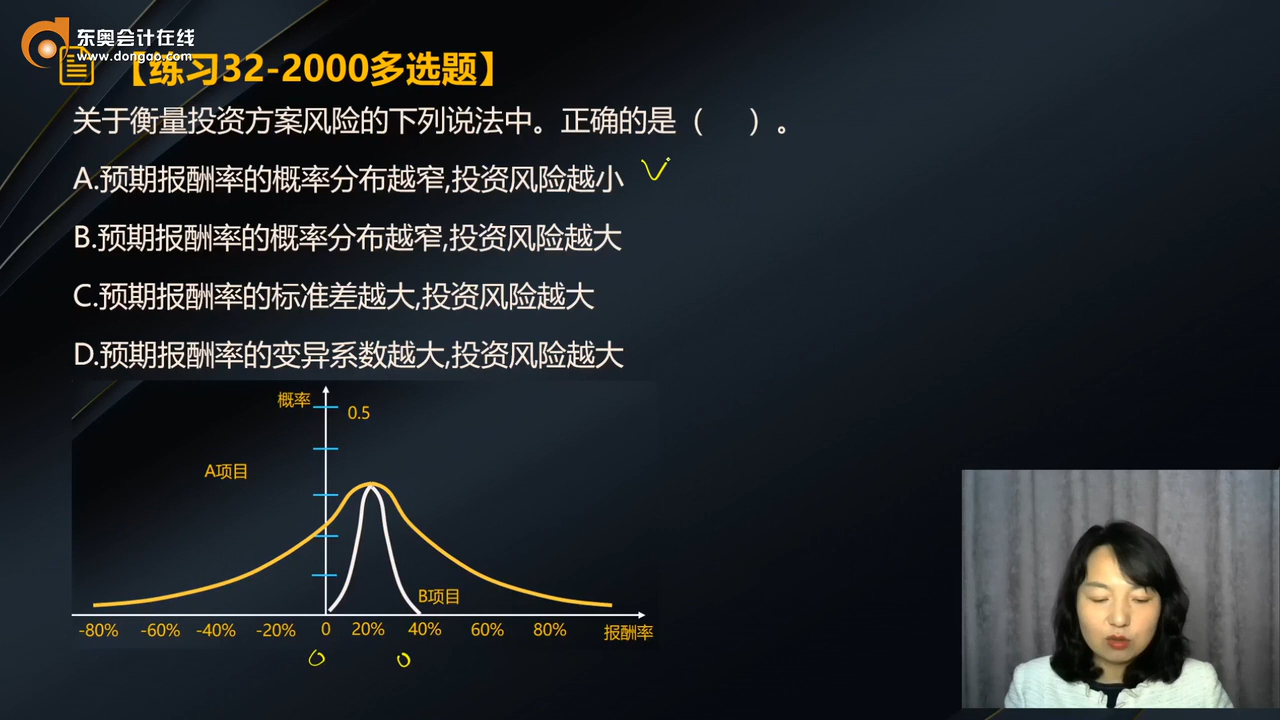 东奥会计在线
www.dongao.com
【练习32-2000多选题】
关于衡量投资方案风险的下列说法中。正确的是（ ）。
A.预期报酬率的概率分布越窄,投资风险越小
B.预期报酬率的概率分布越窄,投资风险越大
C.预期报酬率的标准差越大,投资风险越大
D.预期报酬率的变异系数越大,投资风险越大
概率
0.5
A项目
B项目
-80% -60% -40% -20% 0 20% 40% 60% 80% 报酬率